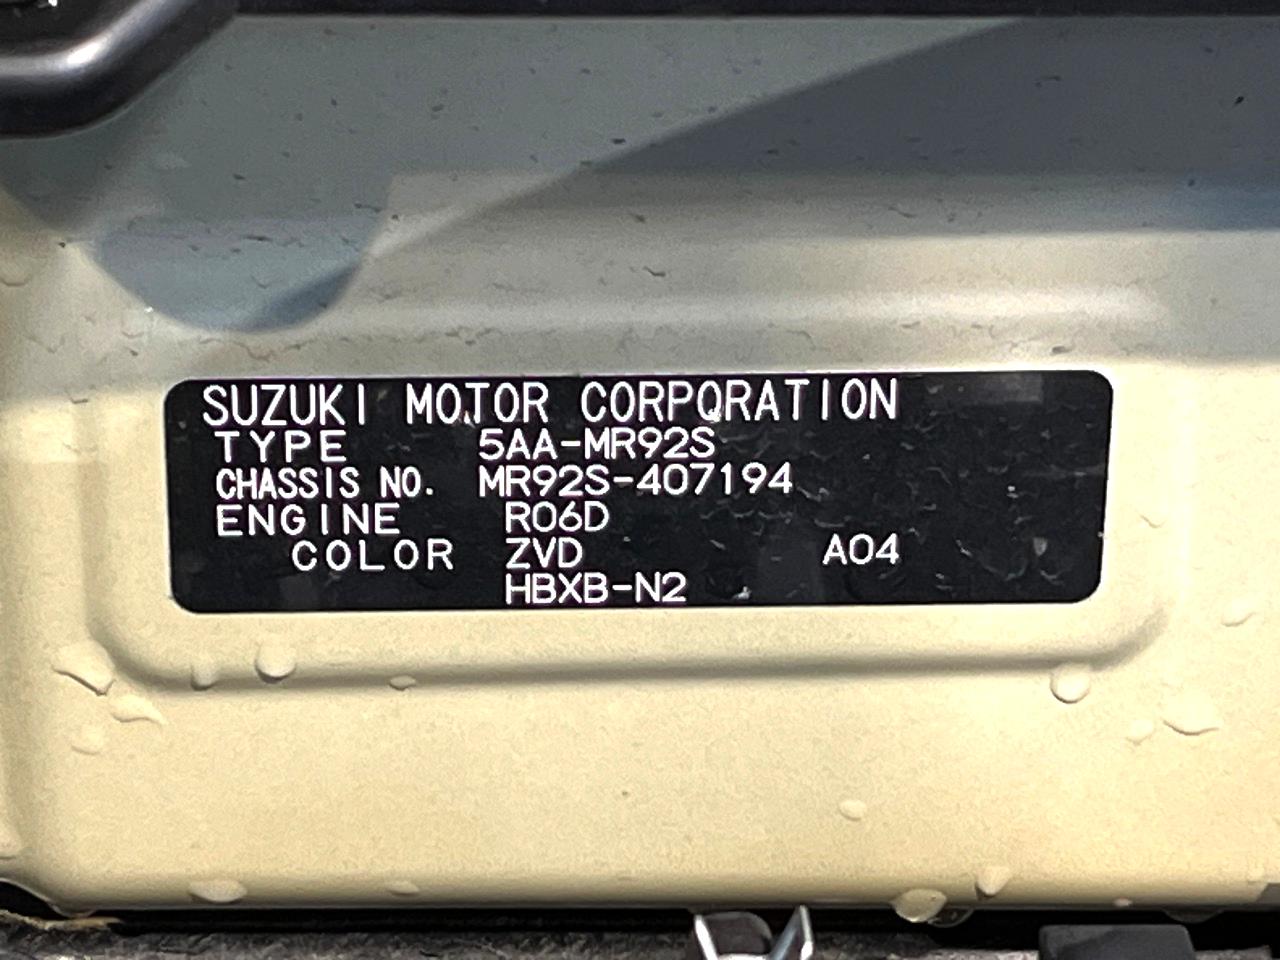 SUZUKI MOTOR CORPORATION
TYPE 5AA-MR92S
CHASSIS NO. MR92S-407194
ENGINE R06D
COLOR ZVD A04
HBXB-N2